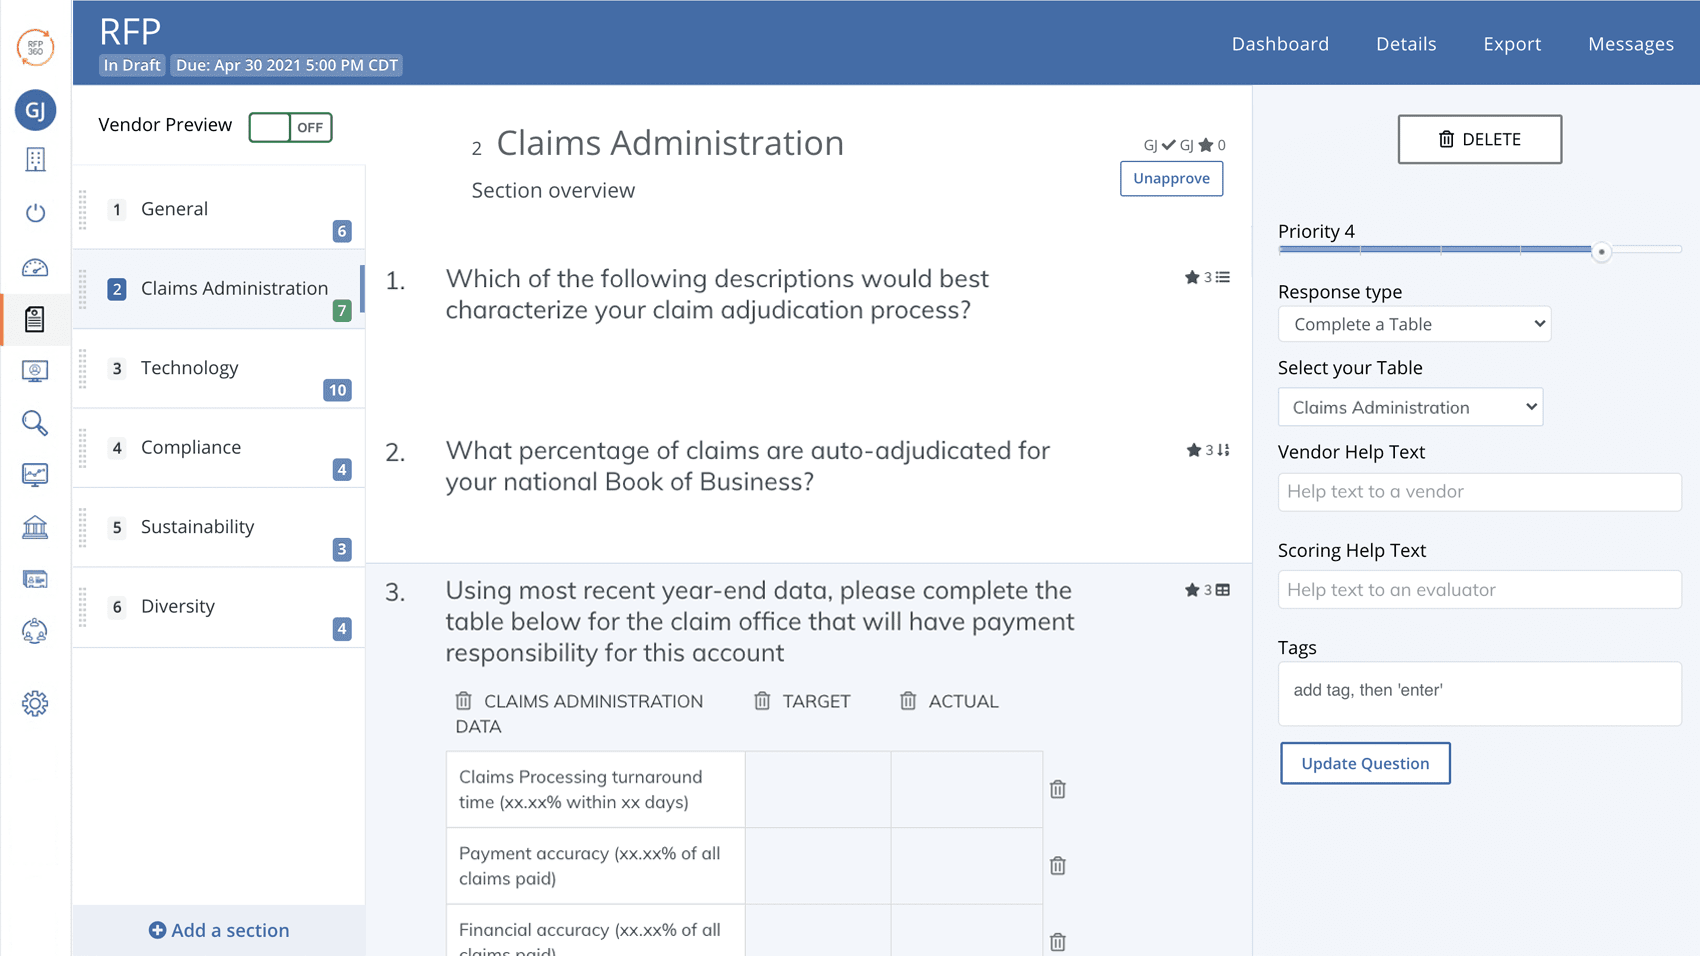 RFP
In Draft
Due: Apr 30 2021 5:00 PM CDT
Dashboard
Details
Export
Messages
RFP
360
GJ
Vendor Preview
OFF
1 General
6
2 Claims Administration
7
3 Technology
10
4 Compliance
4
5 Sustainability
3
6 Diversity
4
Add a section
2 Claims Administration
Section overview
GJ GJ 0
Unapprove
1. Which of the following descriptions would best
characterize your claim adjudication process?
3
2. What percentage of claims are auto-adjudicated for
your national Book of Business?
3
3. Using most recent year-end data, please complete the
table below for the claim office that will have payment
responsibility for this account
3
CLAIMS ADMINISTRATION
DATA
TARGET
ACTUAL
Claims Processing turnaround
time (xx.xx% within xx days)
Payment accuracy (xx.xx% of all
claims paid)
Financial accuracy (xx.xx% of all
claims paid)
DELETE
Priority 4
Response type
Complete a Table
Select your Table
Claims Administration
Vendor Help Text
Help text to a vendor
Scoring Help Text
Help text to an evaluator
Tags
add tag, then 'enter'
Update Question